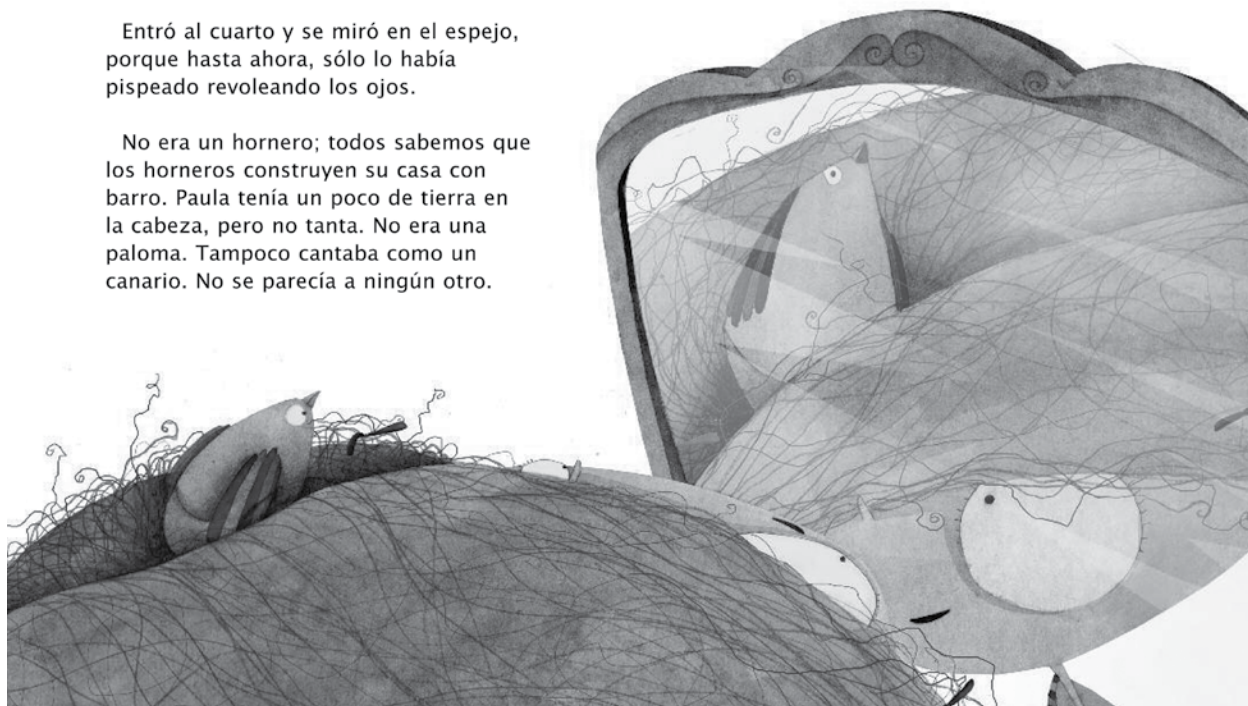 Entró al cuarto y se miró en el espejo,
porque hasta ahora, sólo lo había
pispeado revoleando los ojos.
No era un hornero; todos sabemos que
los horneros construyen su casa con
barro. Paula tenía un poco de tierra en
la cabeza, pero no tanta. No era una
paloma. Tampoco cantaba como un
canario. No se parecía a ningún otro.